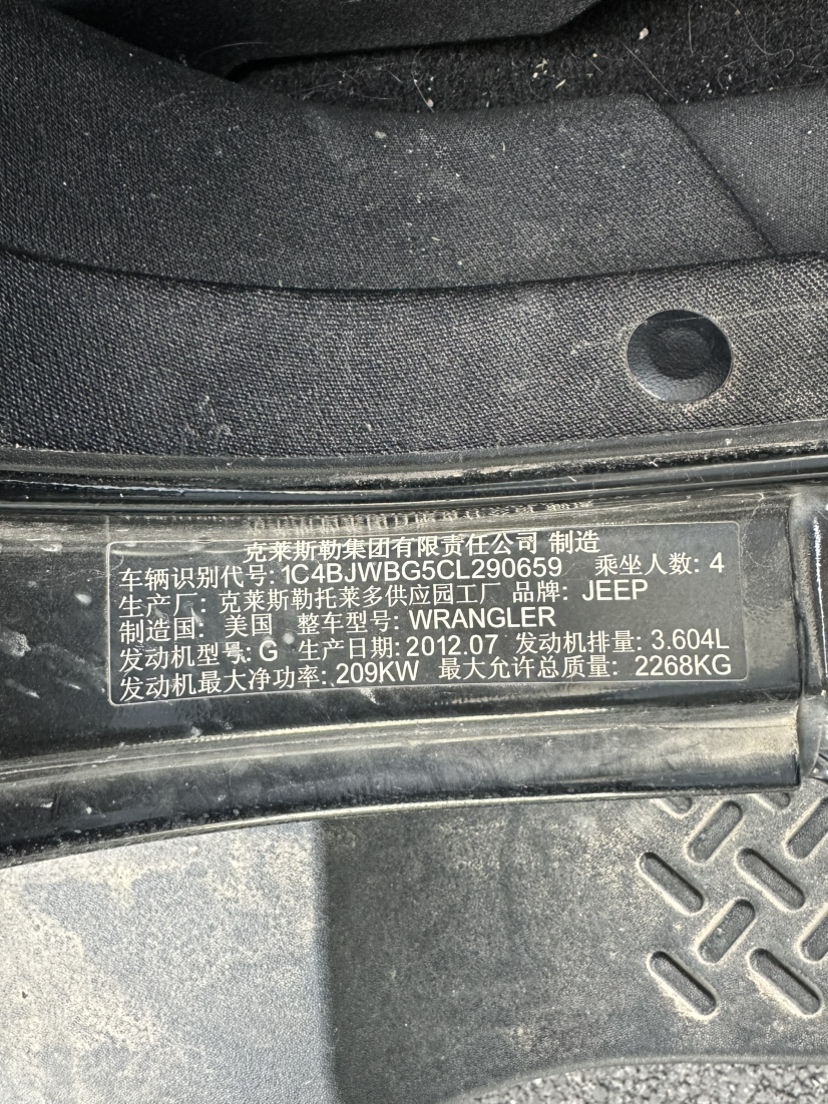 克莱斯勒集团有限责任公司 制造
车辆识别代号: 1C4BJWBG5CL290659 乘坐人数: 4
生产厂: 克莱斯勒托莱多供应园工厂 品牌: JEEP
制造国: 美国 整车型号: WRANGLER
发动机型号: G 生产日期: 2012.07 发动机排量: 3.604L
发动机最大净功率: 209KW 最大允许总质量: 2268KG